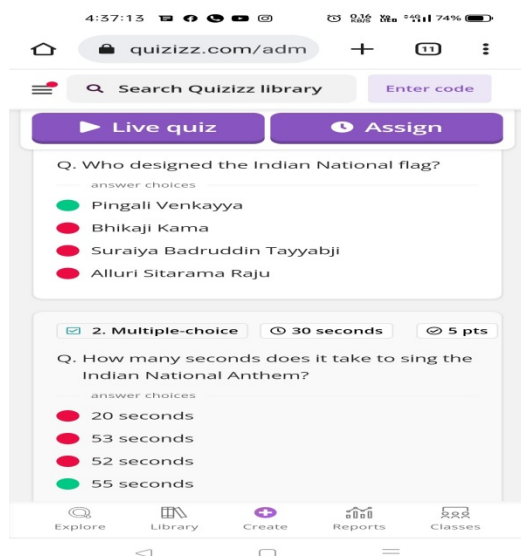 4:37:13 0.16 KB/S 74%
quizizz.com/adm 11
Search Quizizz library Enter code
Live quiz Assign
Q. Who designed the Indian National flag?
answer choices
Pingali Venkayya
Bhikaji Kama
Suraiya Badruddin Tayyabji
Alluri Sitarama Raju
2. Multiple-choice 30 seconds 5 pts
Q. How many seconds does it take to sing the
Indian National Anthem?
answer choices
20 seconds
53 seconds
52 seconds
55 seconds
Explore Library Create Reports Classes